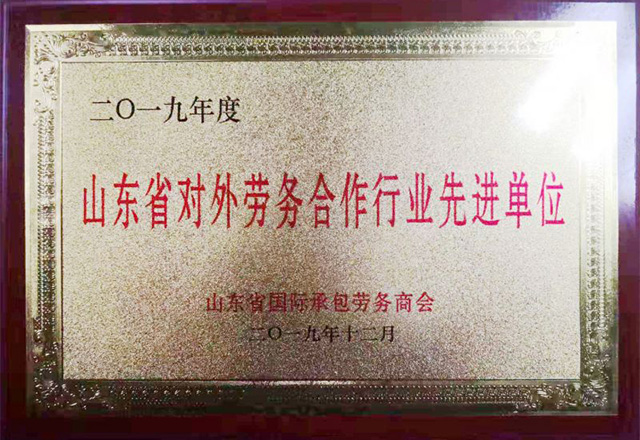 二〇一九年度
山东省对外劳务合作行业先进单位
山东省国际承包劳务商会
二〇一九年十二月